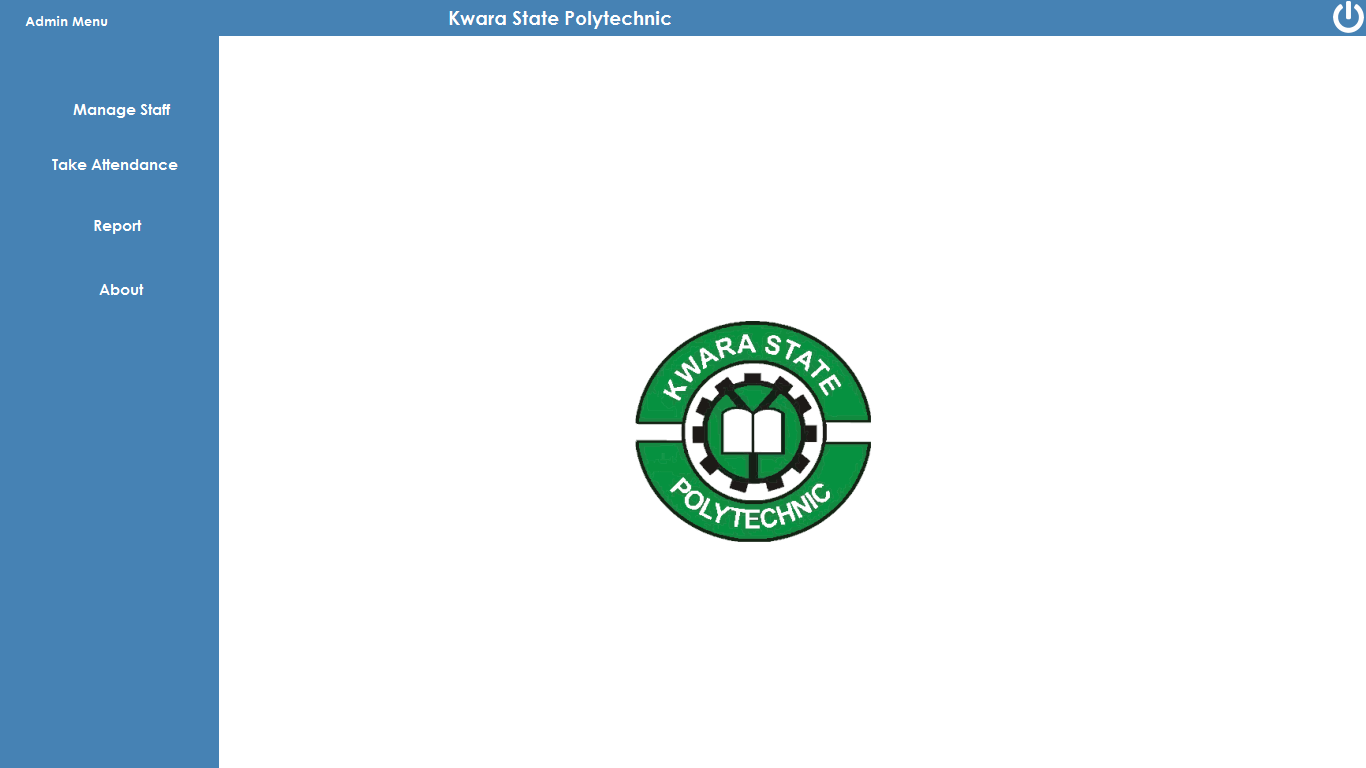 Admin Menu
Kwara State Polytechnic
Manage Staff
Take Attendance
Report
About
KWARA STATE
POLYTECHNIC